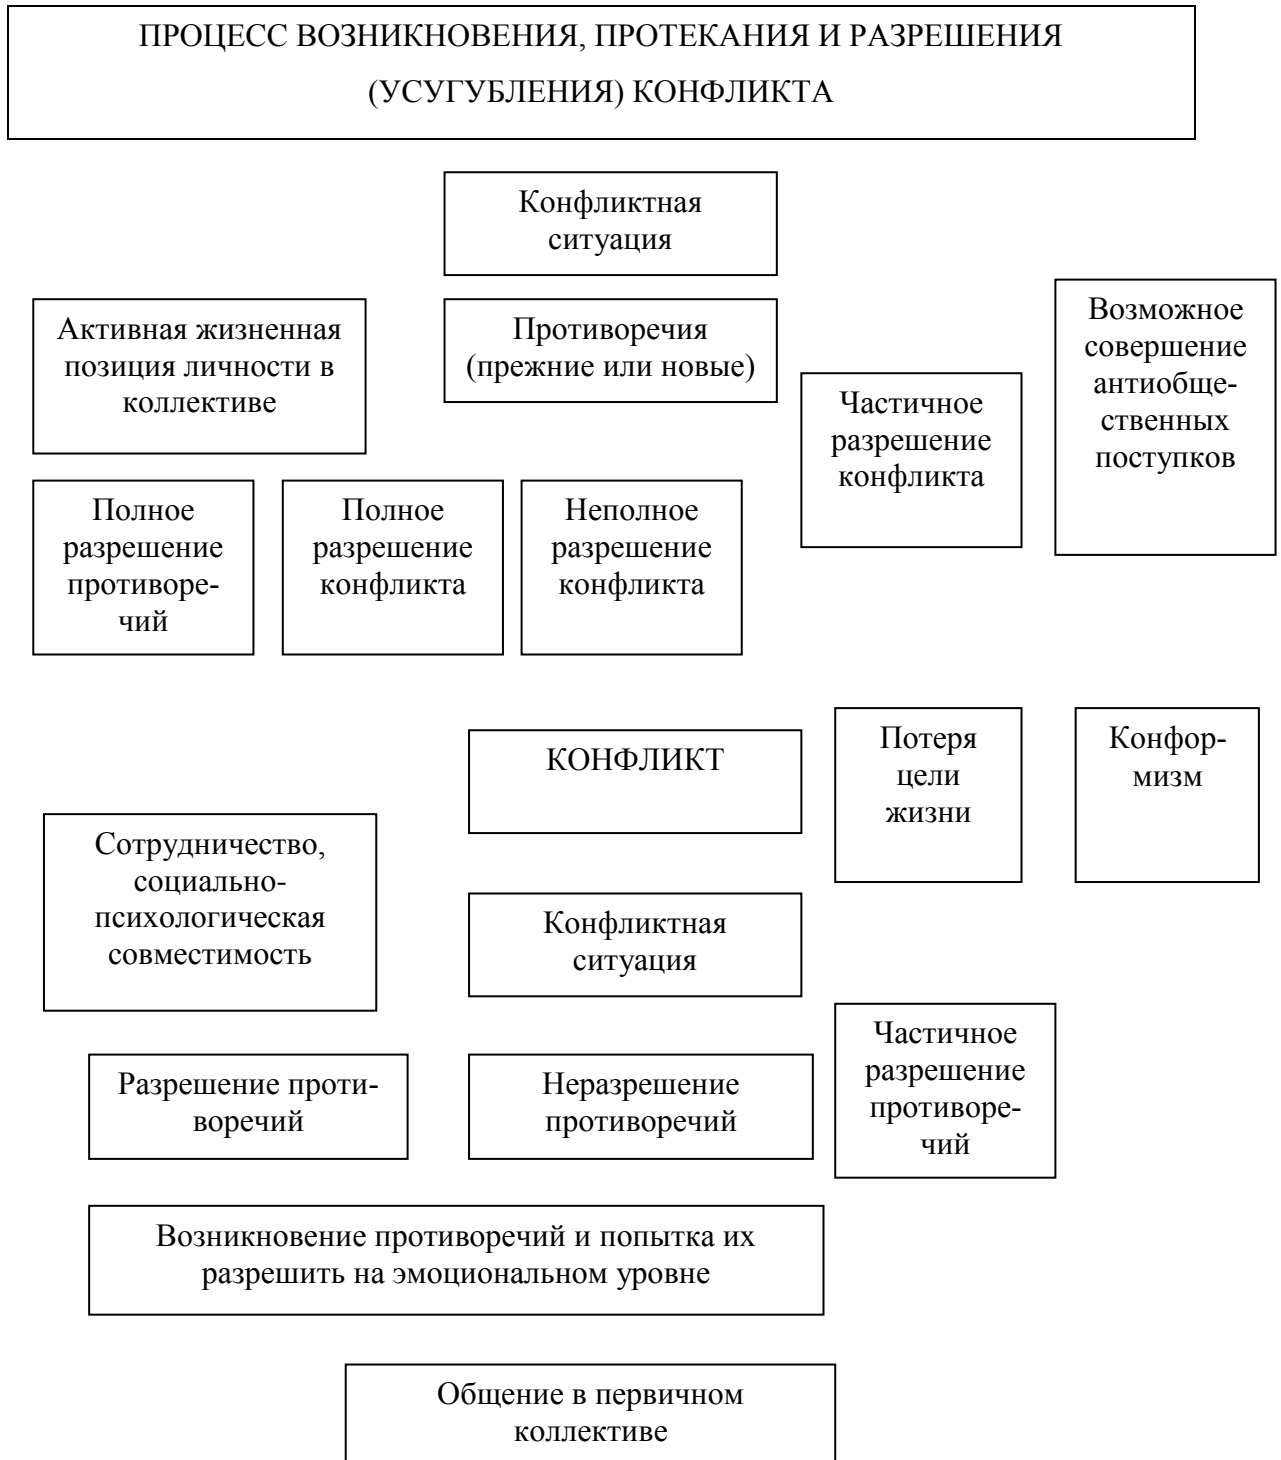 ПРОЦЕСС ВОЗНИКНОВЕНИЯ, ПРОТЕКАНИЯ И РАЗРЕШЕНИЯ
(УСУГУБЛЕНИЯ) КОНФЛИКТА
Конфликтная
ситуация
Активная жизненная
позиция личности в
коллективе
Противоречия
(прежние или новые)
Частичное
разрешение
конфликта
Возможное
совершение
антиобще-
ственных
поступков
Полное
разрешение
противоре-
чий
Полное
разрешение
конфликта
Неполное
разрешение
конфликта
КОНФЛИКТ
Потеря
цели
жизни
Конфор-
мизм
Сотрудничество,
социально-
психологическая
совместимость
Конфликтная
ситуация
Разрешение проти-
воречий
Неразрешение
противоречий
Частичное
разрешение
противоре-
чий
Возникновение противоречий и попытка их
разрешить на эмоциональном уровне
Общение в первичном
коллективе